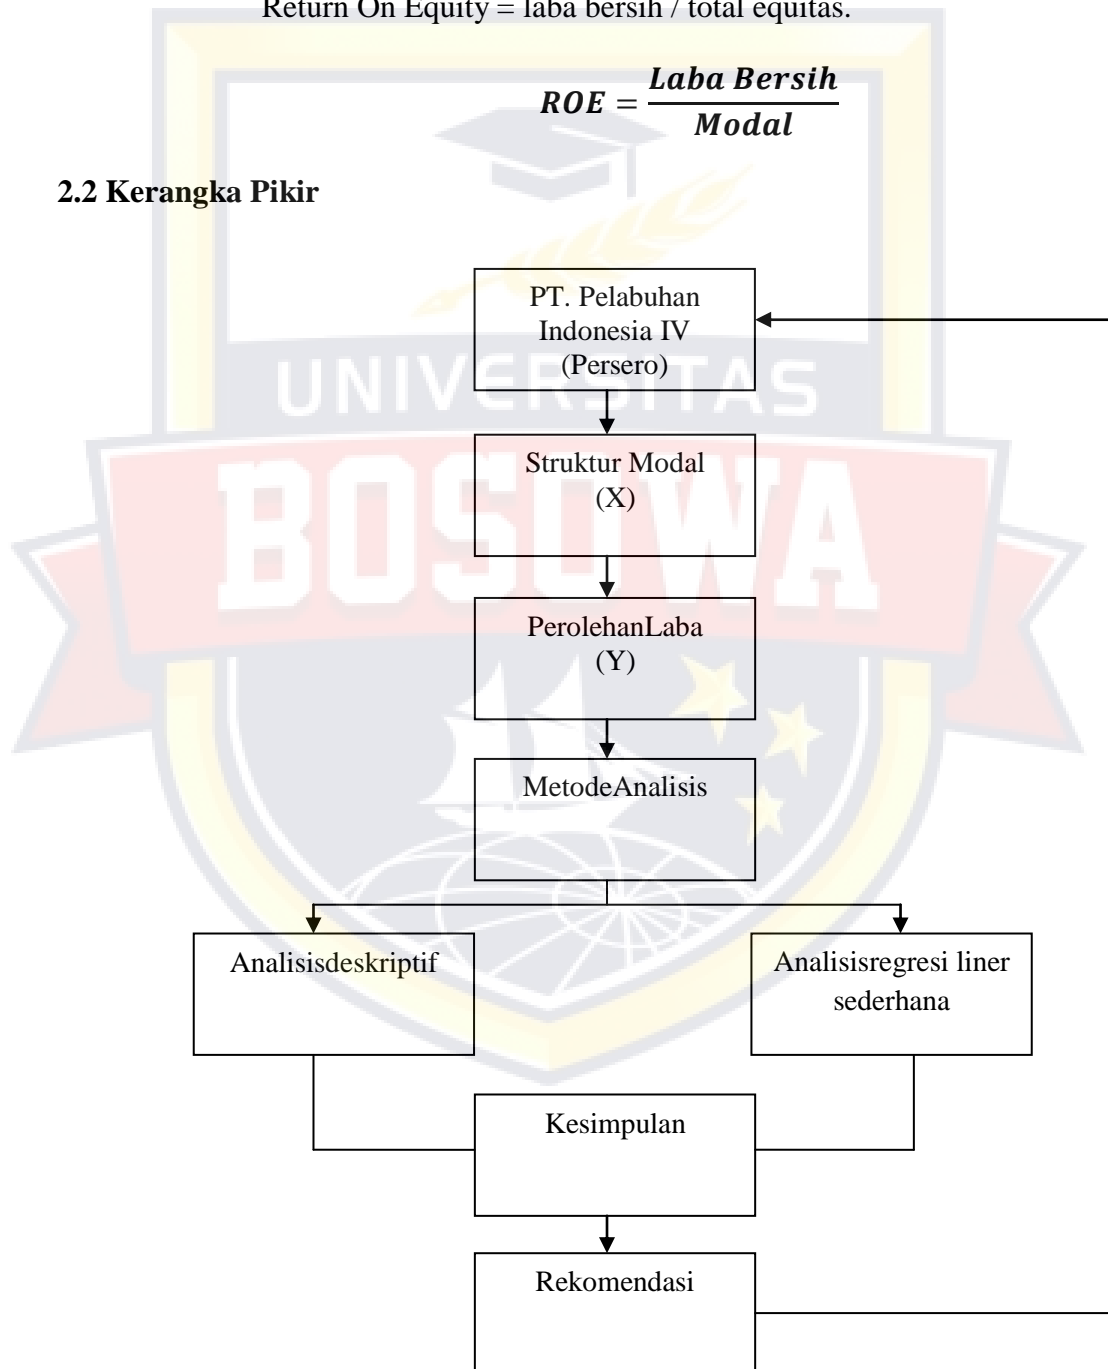 Return On Equity = laba bersih / total equitas.
ROE = Laba Bersih / Modal
2.2 Kerangka Pikir
PT. Pelabuhan
Indonesia IV
(Persero)
UNIVERSITAS
Struktur Modal
(X)
BOSOWA
PerolehanLaba
(Y)
MetodeAnalisis
Analisisdeskriptif
Analisisregresi liner
sederhana
Kesimpulan
Rekomendasi